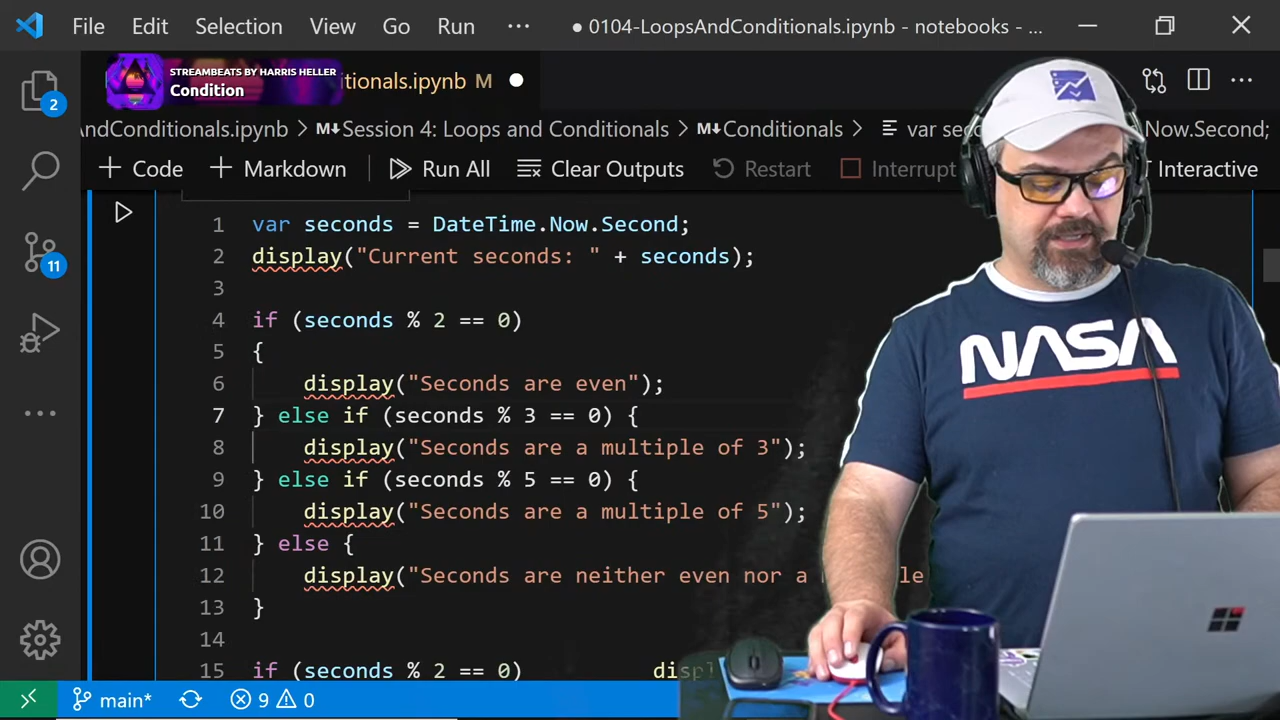 File Edit Selection View Go Run ··· ● 0104-LoopsAndConditionals.ipynb - notebooks - ...
STREAMBEATS BY HARRIS HELLER
Condition
tionals.ipynb M
AndConditionals.ipynb > Session 4: Loops and Conditionals > Conditionals > var sec Now.Second;
+ Code + Markdown Run All Clear Outputs Restart Interrupt Interactive
1 var seconds = DateTime.Now.Second;
2 display("Current seconds: " + seconds);
3
4 if (seconds % 2 == 0)
5 {
6 display("Seconds are even");
7 } else if (seconds % 3 == 0) {
8 display("Seconds are a multiple of 3");
9 } else if (seconds % 5 == 0) {
10 display("Seconds are a multiple of 5");
11 } else {
12 display("Seconds are neither even nor a
13 }
14
15 if (seconds % 2 == 0)
main* 9 0
2
11
NASA